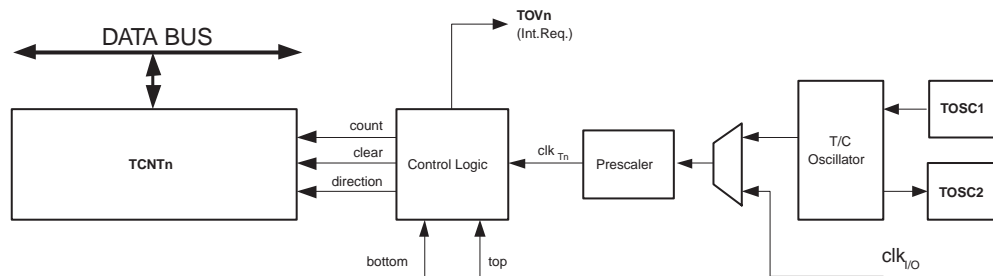 TOVn
(Int.Req.)
DATA BUS
TCNTn
count
clear
direction
Control Logic
clk Tn
Prescaler
T/C
Oscillator
TOSC1
TOSC2
bottom
top
clkI/O